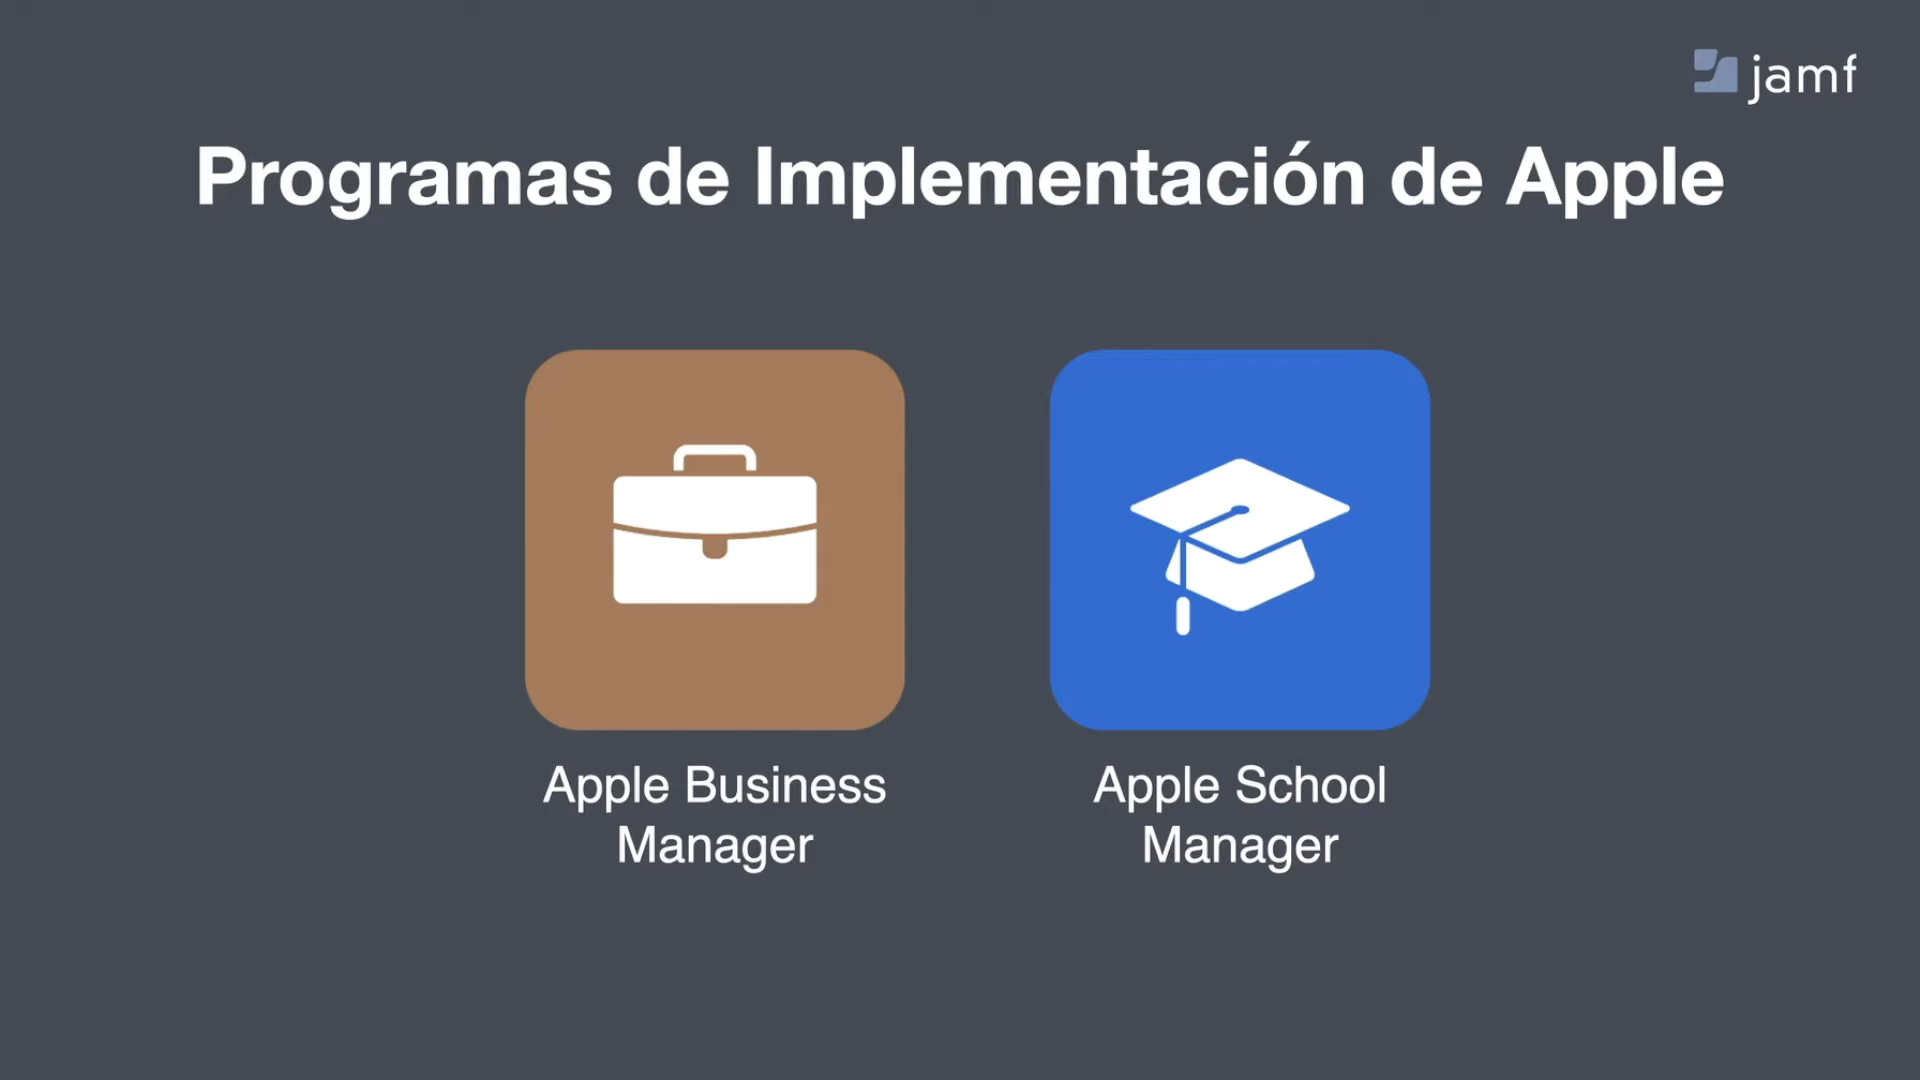 jamf
Programas de Implementación de Apple
Apple Business
Manager
Apple School
Manager